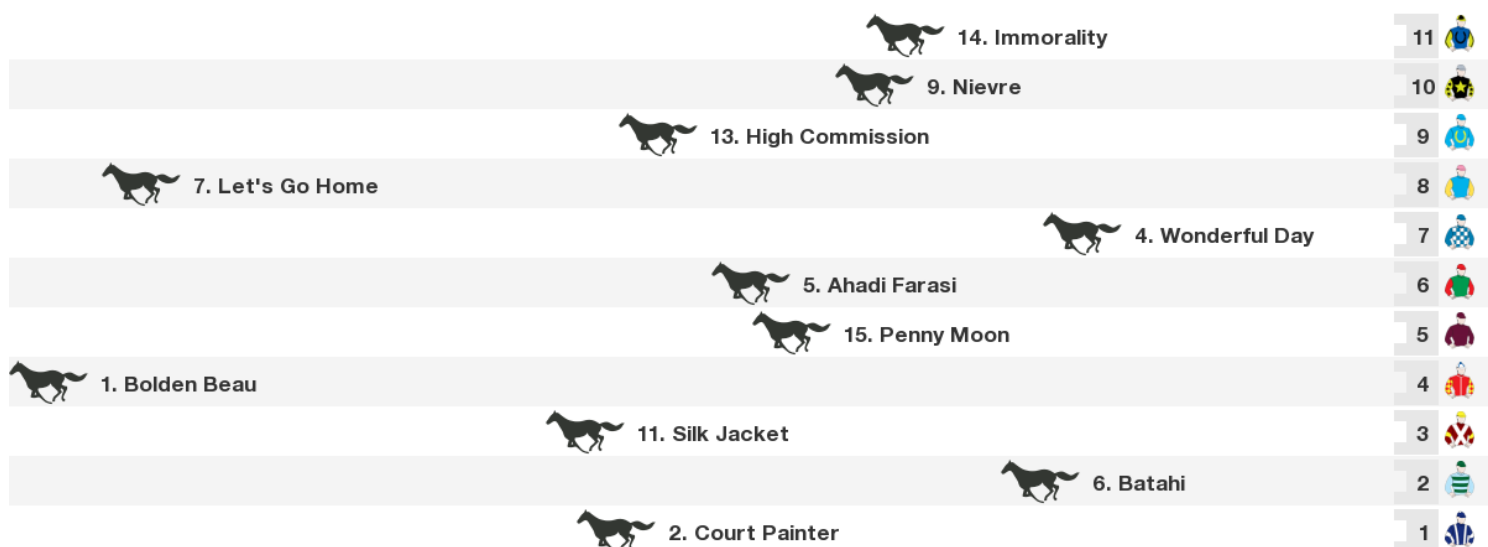 14. Immorality 11
9. Nievre 10
13. High Commission 9
7. Let's Go Home 8
4. Wonderful Day 7
5. Ahadi Farasi 6
15. Penny Moon 5
1. Bolden Beau 4
11. Silk Jacket 3
6. Batahi 2
2. Court Painter 1